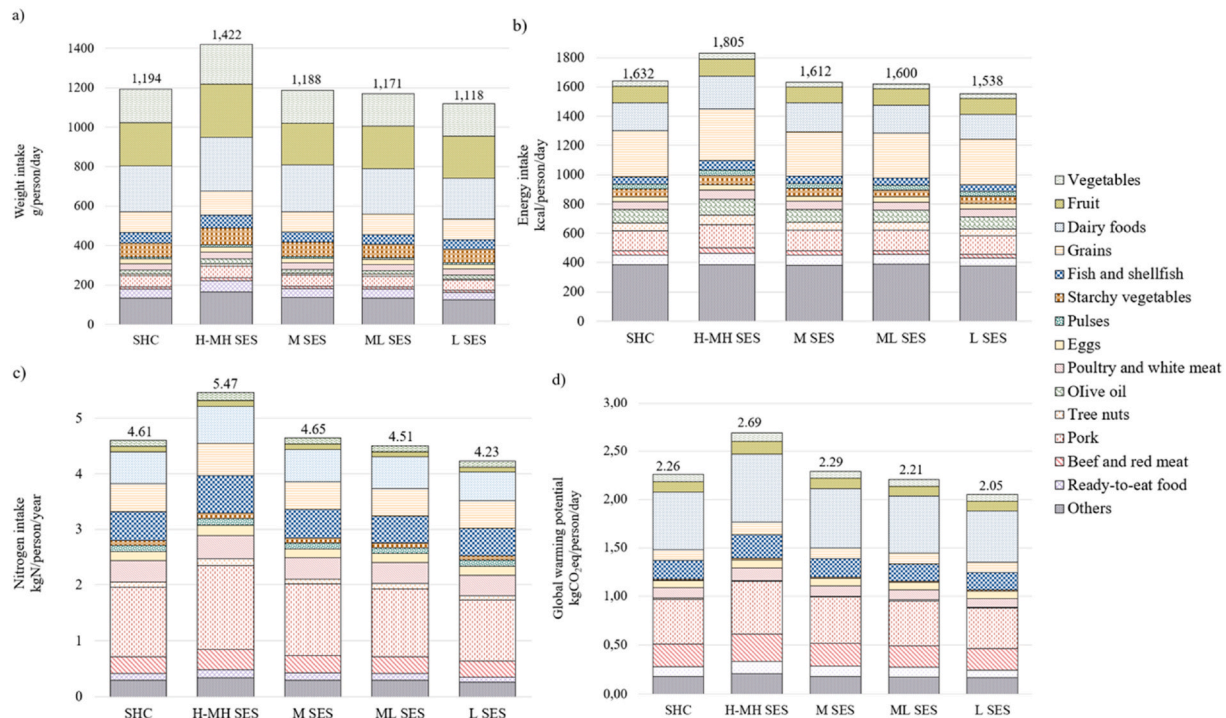 a)
Weight intake
g/person/day
1400
1200
1000
800
600
400
200
0
1,194
1,422
1,188
1,171
1,118
SHC
H-MH SES
M SES
ML SES
L SES
b)
Energy intake
kcal/person/day
1800
1600
1400
1200
1000
800
600
400
200
0
1,632
1,805
1,612
1,600
1,538
SHC
H-MH SES
M SES
ML SES
L SES
c)
Nitrogen intake
kgN/person/year
5
4
3
2
1
0
4.61
5.47
4.65
4.51
4.23
SHC
H-MH SES
M SES
ML SES
L SES
d)
Global warming potential
kgCO₂eq/person/day
3,00
2,50
2,00
1,50
1,00
0,50
0,00
2.26
2.69
2.29
2.21
2.05
SHC
H-MH SES
M SES
ML SES
L SES
Vegetables
Fruit
Dairy foods
Grains
Fish and shellfish
Starchy vegetables
Pulses
Eggs
Poultry and white meat
OIive oil
Tree nuts
Pork
Beef and red meat
Ready-to-eat food
Others